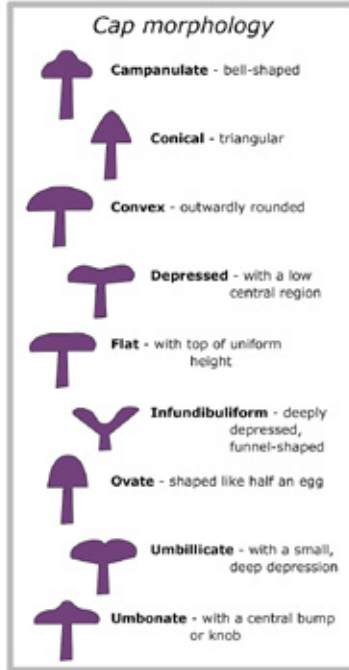 Cap morphology
Campanulate - bell-shaped
Conical - triangular
Convex - outwardly rounded
Depressed - with a low
central region
Flat - with top of uniform
height
Infundibuliform - deeply
depressed,
funnel-shaped
Ovate - shaped like half an egg
Umbillicate - with a small,
deep depression
Umbonate - with a central bump
or knob